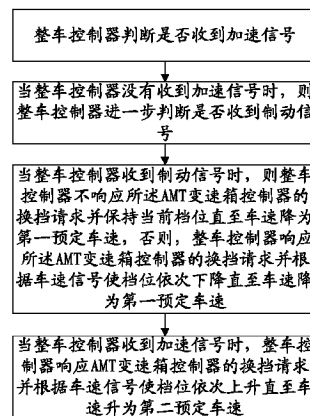 整车控制器判断是否收到加速信号
当整车控制器没有收到加速信号时，则
整车控制器进一步判断是否收到制动信
号
当整车控制器收到制动信号时，则整车
控制器不响应所述AMT变速箱控制器的
换挡请求并保持当前档位直至车速降为
第一预定车速，否则，整车控制器响应
所述AMT变速箱控制器的换挡请求并根
据车速信号使档位依次下降直至车速降
为第一预定车速
当整车控制器收到加速信号时，整车控
制器响应AMT变速箱控制器的换挡请求
并根据车速信号使档位依次上升直至车
速升为第二预定车速